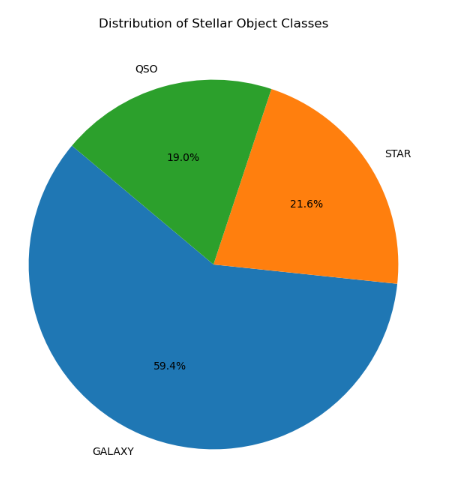 Distribution of Stellar Object Classes
QSO
19.0%
STAR
21.6%
59.4%
GALAXY